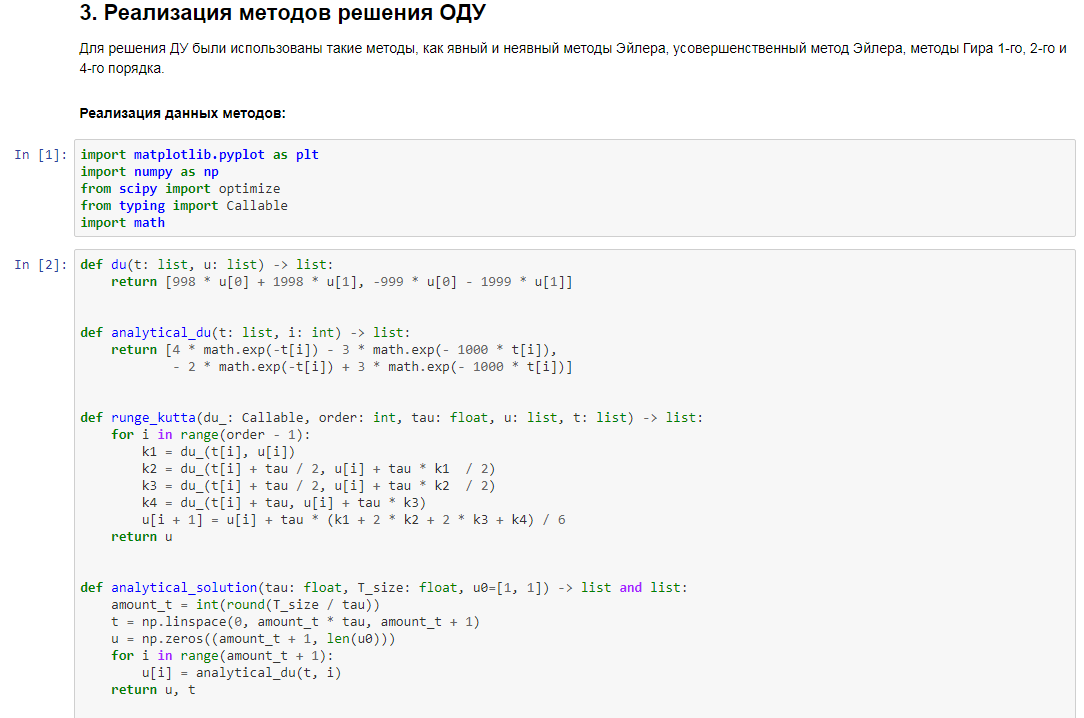 3. Реализация методов решения ОДУ
Для решения ДУ были использованы такие методы, как явный и неявный методы Эйлера, усовершенственный метод Эйлера, методы Гира 1-го, 2-го и
4-го порядка.
Реализация данных методов:
In [1]:
import matplotlib.pyplot as plt
import numpy as np
from scipy import optimize
from typing import Callable
import math
In [2]:
def du(t: list, u: list) -> list:
    return [998 * u[0] + 1998 * u[1], -999 * u[0] - 1999 * u[1]]
def analytical_du(t: list, i: int) -> list:
    return [4 * math.exp(-t[i]) - 3 * math.exp(- 1000 * t[i]),
            - 2 * math.exp(-t[i]) + 3 * math.exp(- 1000 * t[i])]
def runge_kutta(du_: Callable, order: int, tau: float, u: list, t: list) -> list:
    for i in range(order - 1):
        k1 = du_(t[i], u[i])
        k2 = du_(t[i] + tau / 2, u[i] + tau * k1  / 2)
        k3 = du_(t[i] + tau / 2, u[i] + tau * k2  / 2)
        k4 = du_(t[i] + tau, u[i] + tau * k3)
        u[i + 1] = u[i] + tau * (k1 + 2 * k2 + 2 * k3 + k4) / 6
    return u
def analytical_solution(tau: float, T_size: float, u0=[1, 1]) -> list and list:
    amount_t = int(round(T_size / tau))
    t = np.linspace(0, amount_t * tau, amount_t + 1)
    u = np.zeros((amount_t + 1, len(u0)))
    for i in range(amount_t + 1):
        u[i] = analytical_du(t, i)
    return u, t